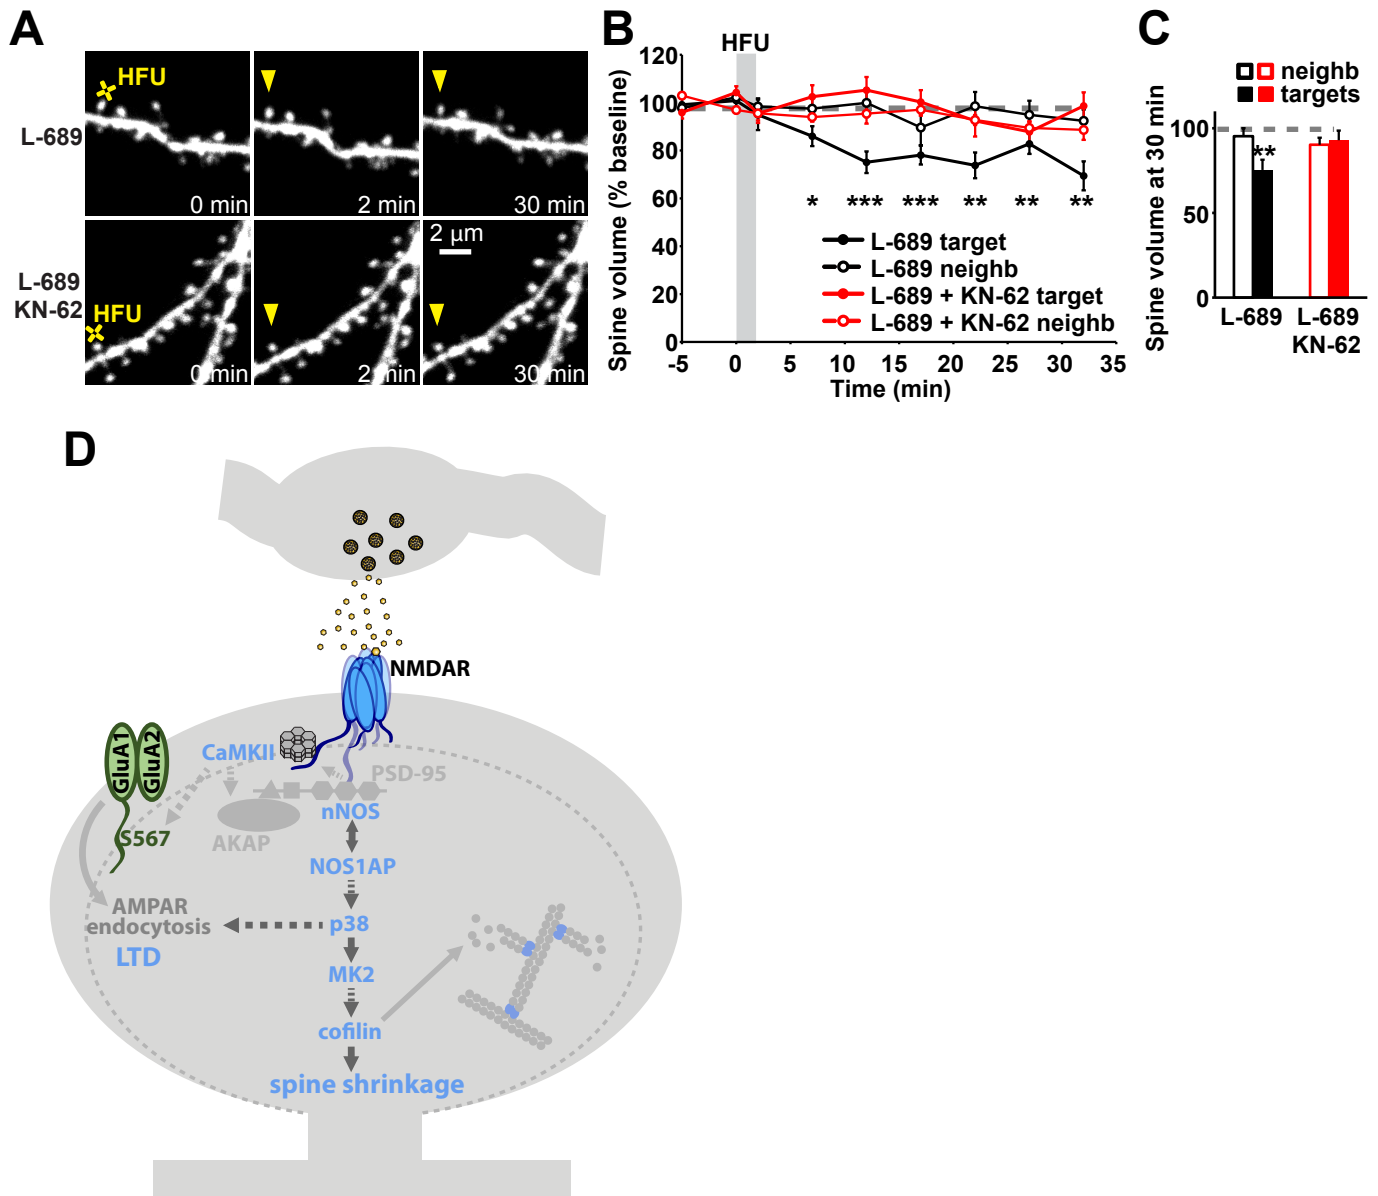 A
HFU
L-689
0 min
2 min
30 min
L-689
KN-62
HFU
2 µm
0 min
2 min
30 min
B
HFU
Spine volume (% baseline)
120
100
80
60
40
20
0
* *** *** ** ** **
L-689 target
L-689 neighb
L-689 + KN-62 target
L-689 + KN-62 neighb
-5 0 5 10 15 20 25 30 35
Time (min)
C
neighb
targets
Spine volume at 30 min
100
50
0
**
L-689
L-689
KN-62
D
NMDAR
GluA1
GluA2
CaMKII
PSD-95
nNOS
S567
AKAP
NOS1AP
AMPAR
endocytosis
p38
LTD
MK2
cofilin
spine shrinkage